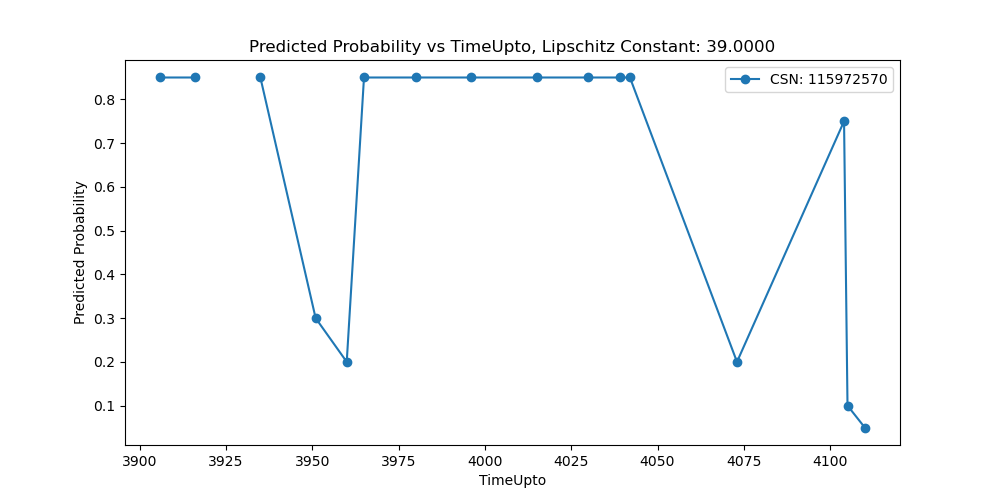 Predicted Probability vs TimeUpto, Lipschitz Constant: 39.0000
CSN: 115972570
Predicted Probability
0.8
0.7
0.6
0.5
0.4
0.3
0.2
0.1
3900 3925 3950 3975 4000 4025 4050 4075 4100
TimeUpto